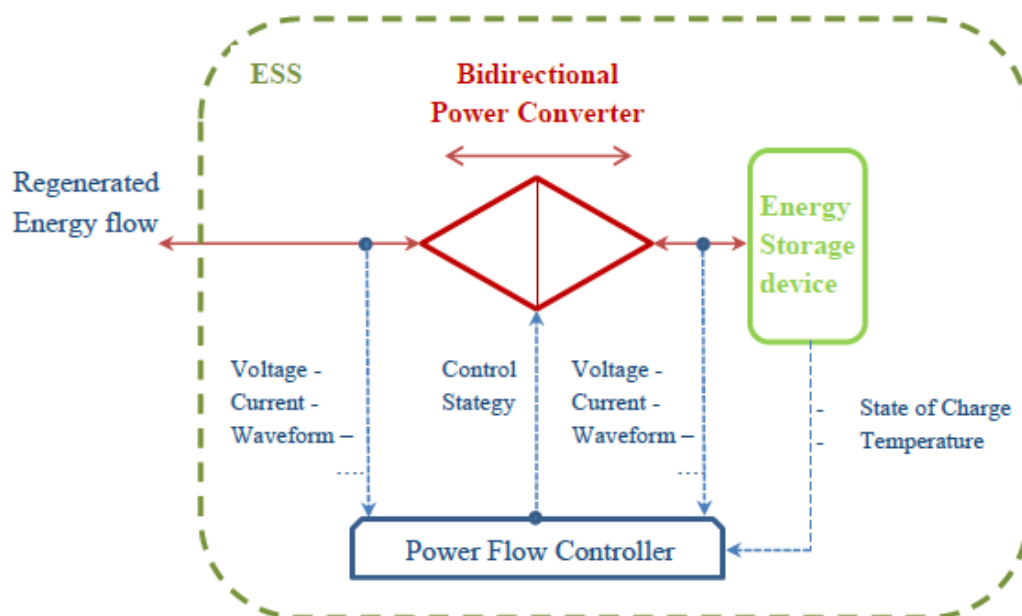 ESS
Bidirectional
Power Converter
Regenerated
Energy flow
Energy
Storage
device
Voltage -
Current -
Waveform –
.....
Control
Stategy
Voltage -
Current -
Waveform –
.....
- State of Charge
- Temperature
Power Flow Controller